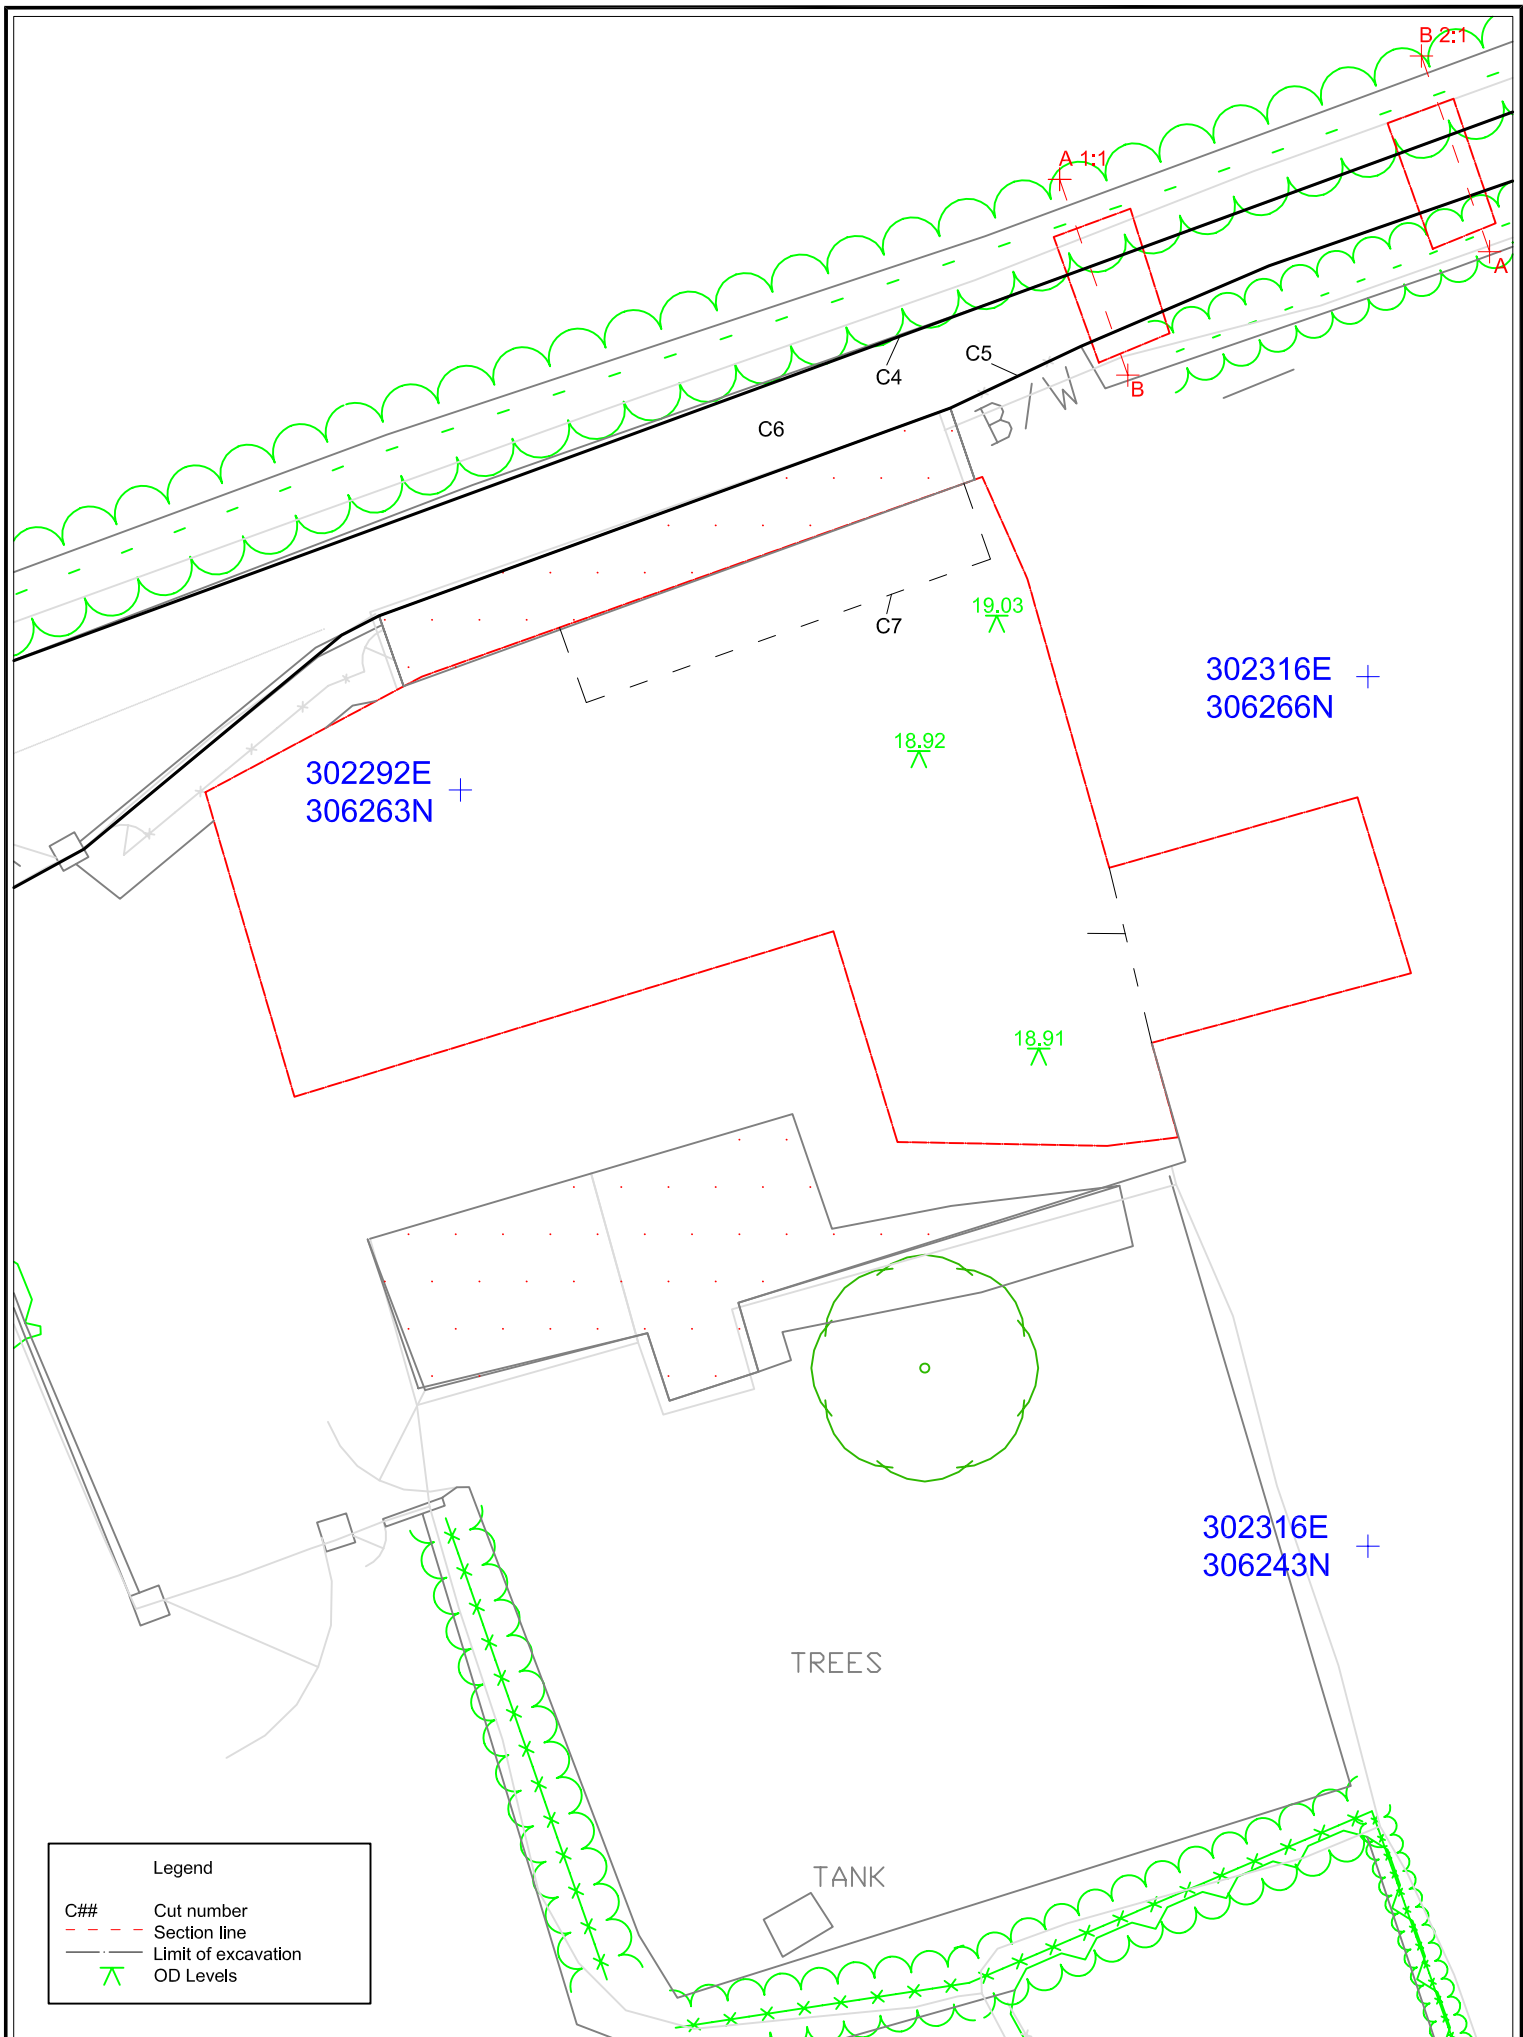 B 2:1
A 1:1
A
C5
C4
B
B/W
C6
19.03
C7
302316E
306266N
18.92
302292E
306263N
18.91
302316E
306243N
TREES
TANK
Legend
C## Cut number
Section line
Limit of excavation
OD Levels